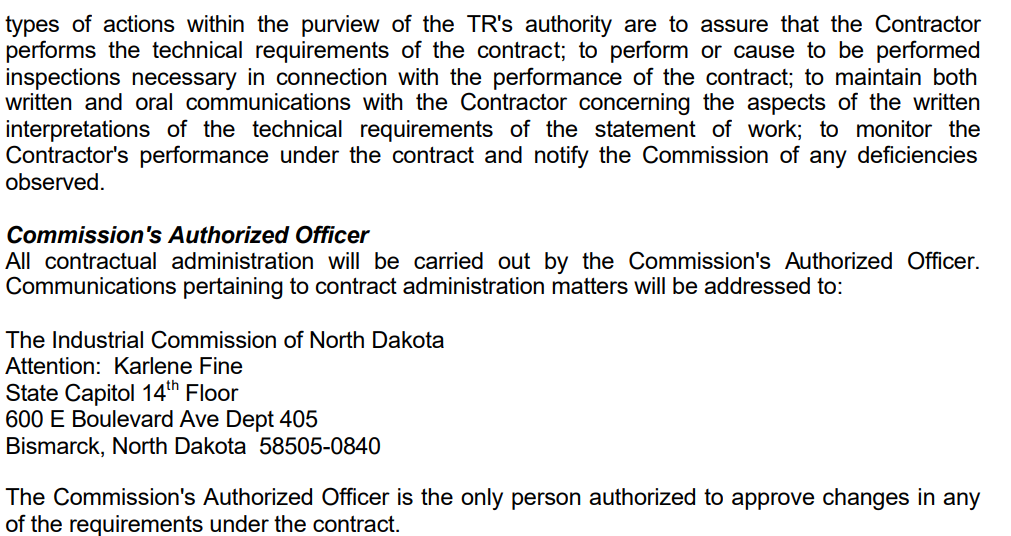 types of actions within the purview of the TR's authority are to assure that the Contractor
performs the technical requirements of the contract; to perform or cause to be performed
inspections necessary in connection with the performance of the contract; to maintain both
written and oral communications with the Contractor concerning the aspects of the written
interpretations of the technical requirements of the statement of work; to monitor the
Contractor's performance under the contract and notify the Commission of any deficiencies
observed.
Commission's Authorized Officer
All contractual administration will be carried out by the Commission's Authorized Officer.
Communications pertaining to contract administration matters will be addressed to:
The Industrial Commission of North Dakota
Attention:  Karlene Fine
State Capitol 14th Floor
600 E Boulevard Ave Dept 405
Bismarck, North Dakota  58505-0840
The Commission's Authorized Officer is the only person authorized to approve changes in any
of the requirements under the contract.